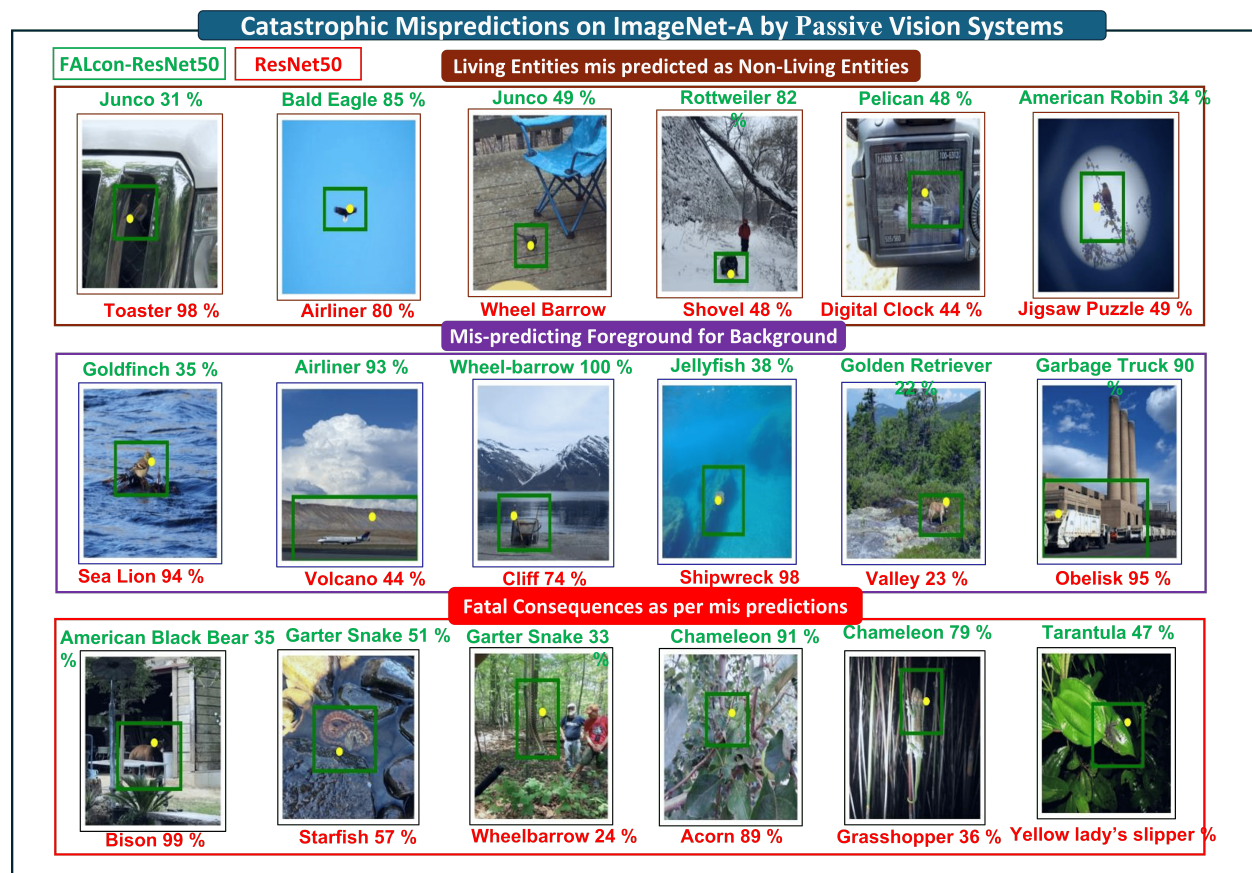 Catastrophic Mispredictions on ImageNet-A by Passive Vision Systems
FALcon-ResNet50 ResNet50
Living Entities mis predicted as Non-Living Entities
Junco 31 % Bald Eagle 85 % Junco 49 % Rottweiler 82 % Pelican 48 % American Robin 34 %
Toaster 98 % Airliner 80 % Wheel Barrow Shovel 48 % Digital Clock 44 % Jigsaw Puzzle 49 %
Mis-predicting Foreground for Background
Goldfinch 35 % Airliner 93 % Wheel-barrow 100 % Jellyfish 38 % Golden Retriever 22 % Garbage Truck 90 %
Sea Lion 94 % Volcano 44 % Cliff 74 % Shipwreck 98 Valley 23 % Obelisk 95 %
Fatal Consequences as per mis predictions
American Black Bear 35 % Garter Snake 51 % Garter Snake 33 % Chameleon 91 % Chameleon 79 % Tarantula 47 %
Bison 99 % Starfish 57 % Wheelbarrow 24 % Acorn 89 % Grasshopper 36 % Yellow lady's slipper %